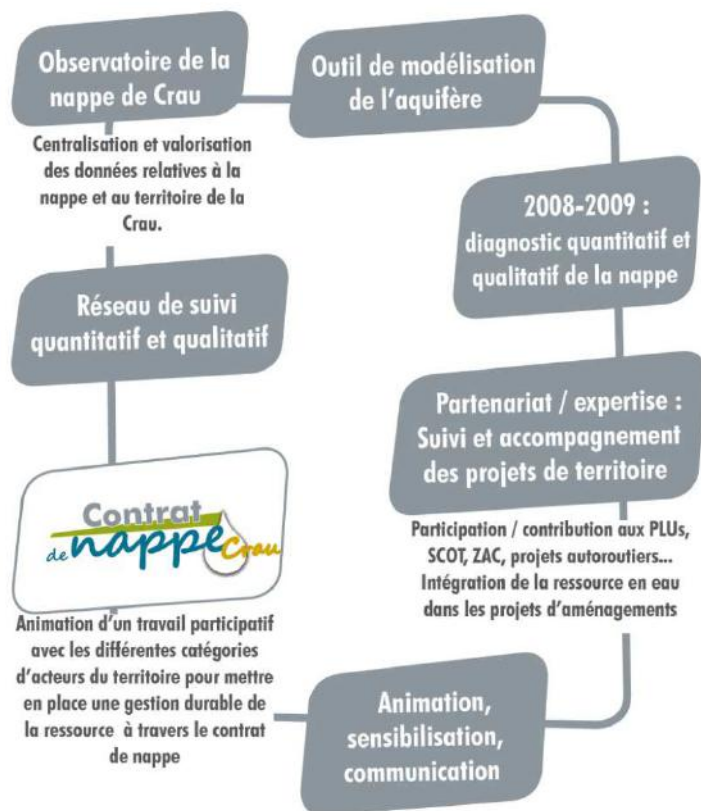 Observatoire de la
nappe de Crau
Centralisation et valorisation
des données relatives à la
nappe et au territoire de la
Crau.
Outil de modélisation
de l'aquifère
2008-2009 :
diagnostic quantitatif et
qualitatif de la nappe
Réseau de suivi
quantitatif et qualitatif
Partenariat / expertise :
Suivi et accompagnement
des projets de territoire
Participation / contribution aux PLUs,
SCOT, ZAC, projets autoroutiers...
Intégration de la ressource en eau
dans les projets d'aménagements
Contrat
de nappe Crau
Animation d'un travail participatif
avec les différentes catégories
d'acteurs du territoire pour mettre
en place une gestion durable de
la ressource à travers le contrat
de nappe
Animation,
sensibilisation,
communication